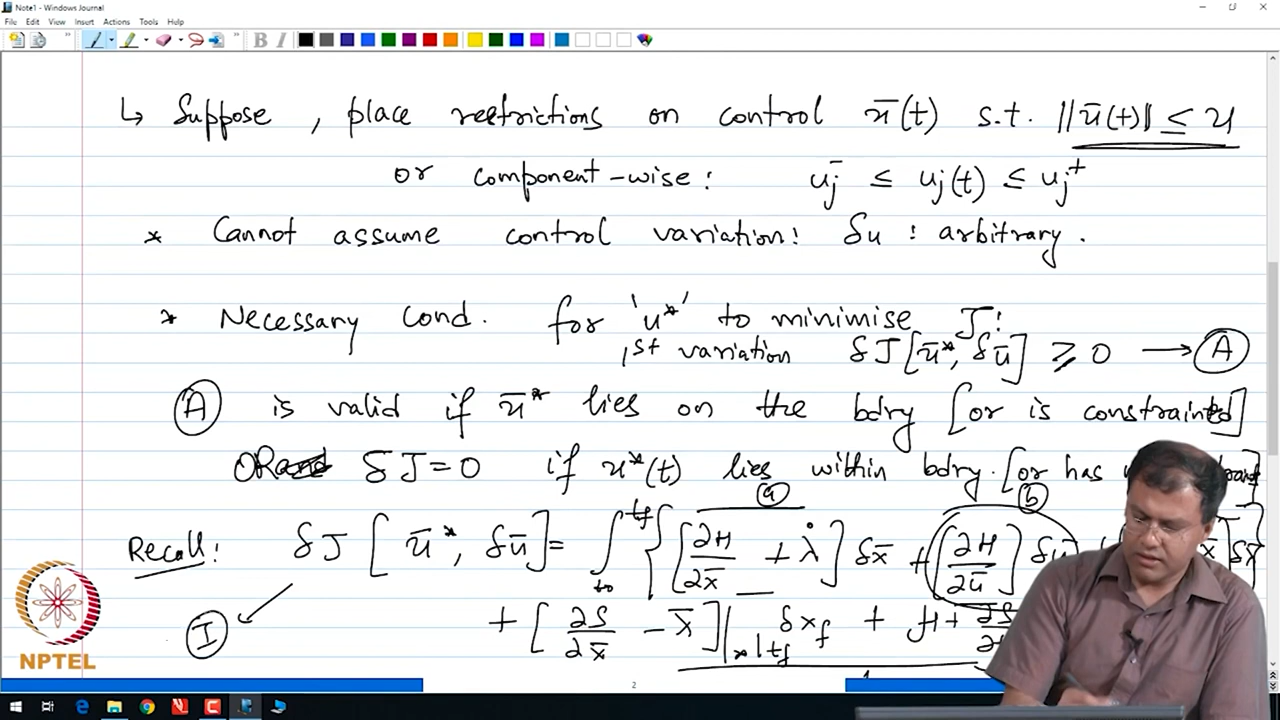 Note1 - Windows Journal
File Edit View Insert Actions Tools Help
↳ Suppose , place restrictions on control ū(t) s.t. ||ū(t)|| ≤ U
or component-wise: uj⁻ ≤ uj(t) ≤ uj⁺
* Cannot assume control variation: δu : arbitrary.
* Necessary Cond. for 'u*' to minimise J:
1st variation δJ[ū*, δū] ≥ 0 → (A)
(A) is valid if ū* lies on the bdry [or is constrainted]
OR δJ=0 if u*(t) lies within bdry. [or has
(a) (b)
Recall: δJ [ū*, δū] = ∫t₀^tf { [∂H/∂x̄ + λ̇] δx̄ + (∂H/∂ū) δū
(I) + [∂S/∂x̄ - λ̄]|*|tf δxf + H +
NPTEL
2